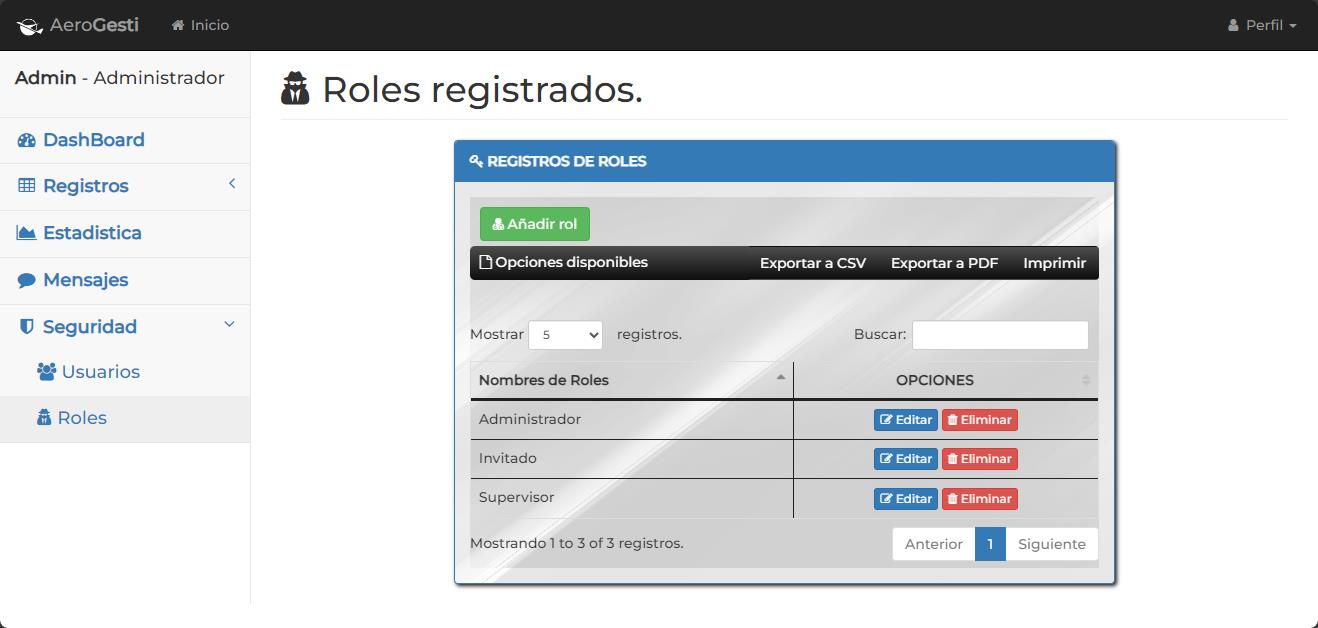 AeroGesti Inicio Perfil
Admin - Administrador
DashBoard
Registros
Estadistica
Mensajes
Seguridad
Usuarios
Roles
Roles registrados.
REGISTROS DE ROLES
Añadir rol
Opciones disponibles Exportar a CSV Exportar a PDF Imprimir
Mostrar 5 registros. Buscar:
Nombres de Roles OPCIONES
Administrador Editar Eliminar
Invitado Editar Eliminar
Supervisor Editar Eliminar
Mostrando 1 to 3 of 3 registros. Anterior 1 Siguiente